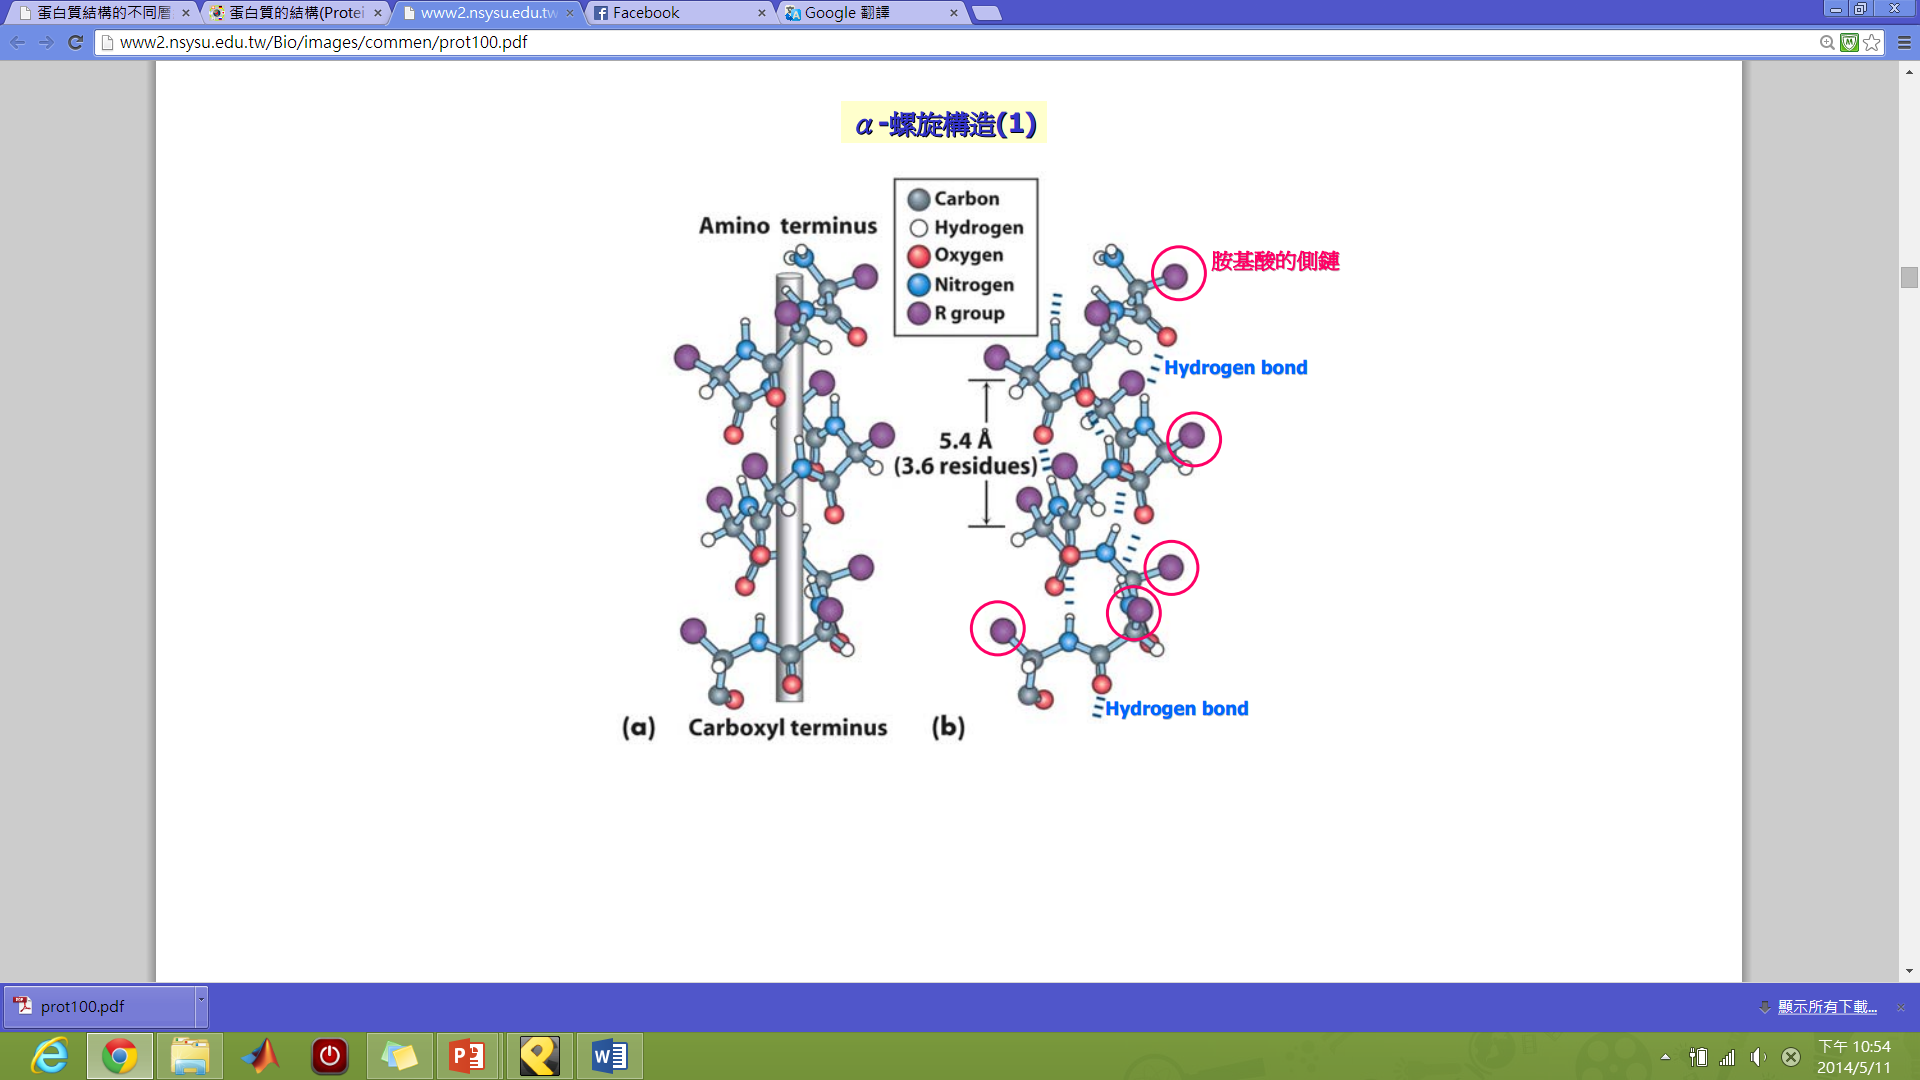 蛋白質結構的不同層
蛋白質的結構(Protei
www2.nsysu.edu.tw
Facebook
Google 翻譯
www2.nsysu.edu.tw/Bio/images/commen/prot100.pdf
α-螺旋構造(1)
Carbon
Hydrogen
Oxygen
Nitrogen
R group
Amino terminus
胺基酸的側鏈
Hydrogen bond
5.4 Å
(3.6 residues)
Hydrogen bond
(a) Carboxyl terminus (b)
prot100.pdf
顯示所有下載...
下午 10:54
2014/5/11